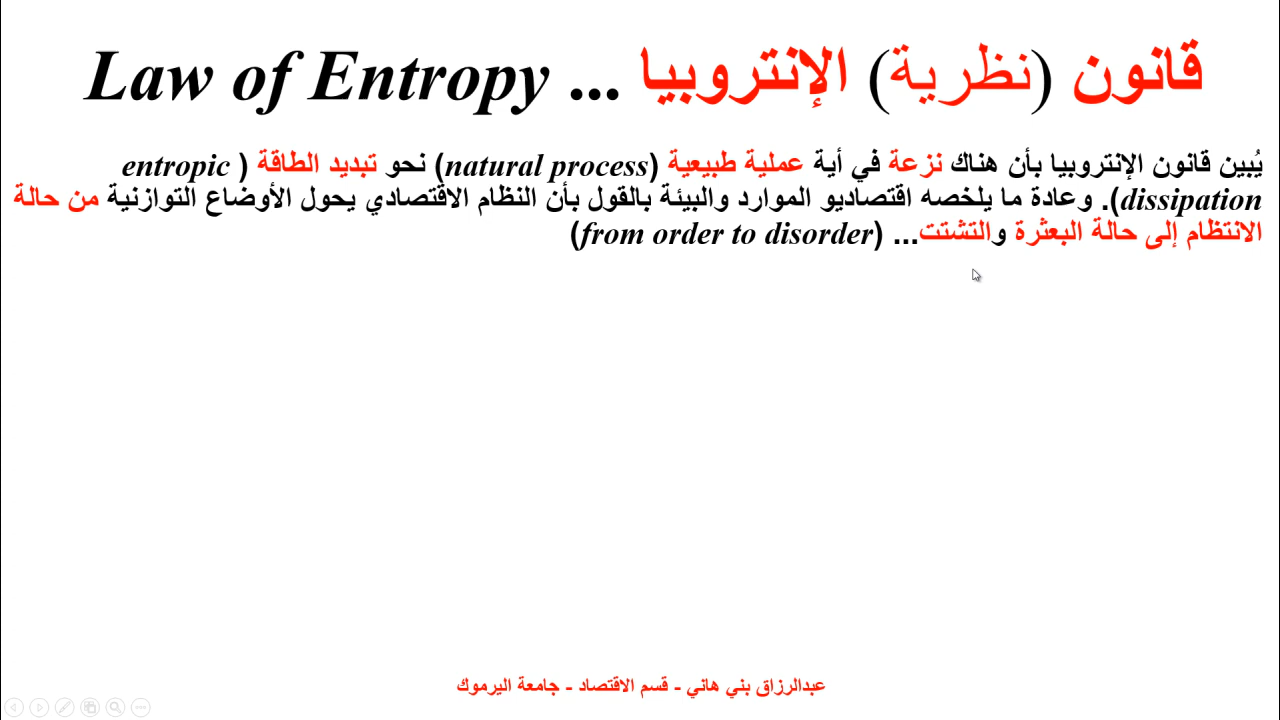 قانون (نظرية) الإنتروبيا ... Law of Entropy
يُبين قانون الإنتروبيا بأن هناك نزعة في أية عملية طبيعية (natural process) نحو تبديد الطاقة (entropic
dissipation). وعادة ما يلخصه اقتصاديو الموارد والبيئة بالقول بأن النظام الاقتصادي يحول الأوضاع التوازنية من حالة
الانتظام إلى حالة البعثرة والتشتت... (from order to disorder)
عبدالرزاق بني هاني - قسم الاقتصاد - جامعة اليرموك